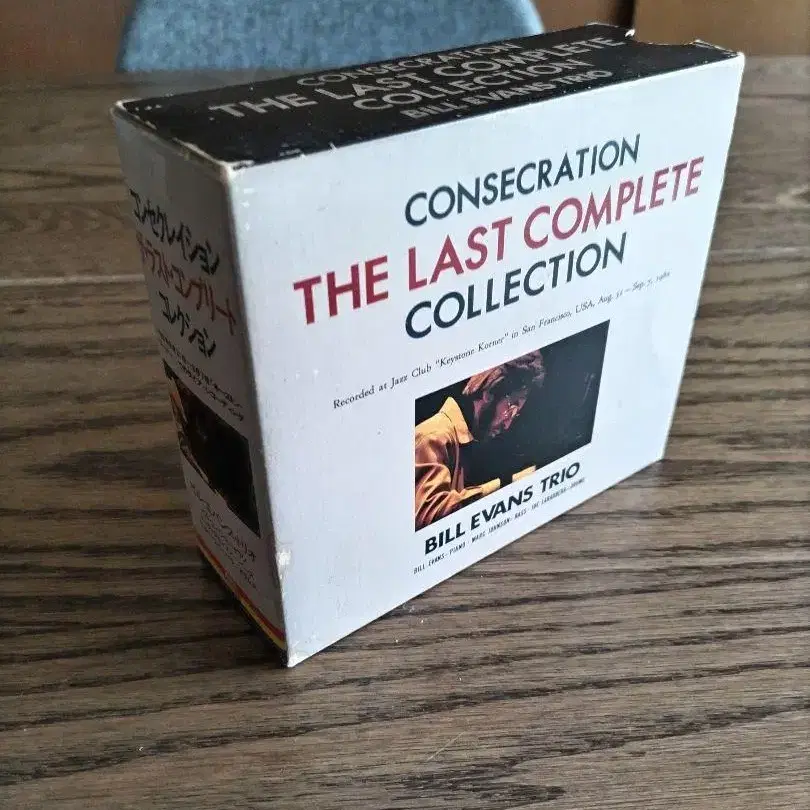 CONSECRATION
THE LAST COMPLETE
COLLECTION
BILL EVANS TRIO
CONSECRATION
THE LAST COMPLETE
COLLECTION
Recorded at Jazz Club "Keystone Korner" in San Francisco, USA, Aug. 31 – Sep. 7, 1980
BILL EVANS TRIO
BILL EVANS - PIANO · MARC JOHNSON - BASS · JOE LABARBERA - DRUMS
コンセクレイション
ザ・ラスト・コンプリート
コレクション